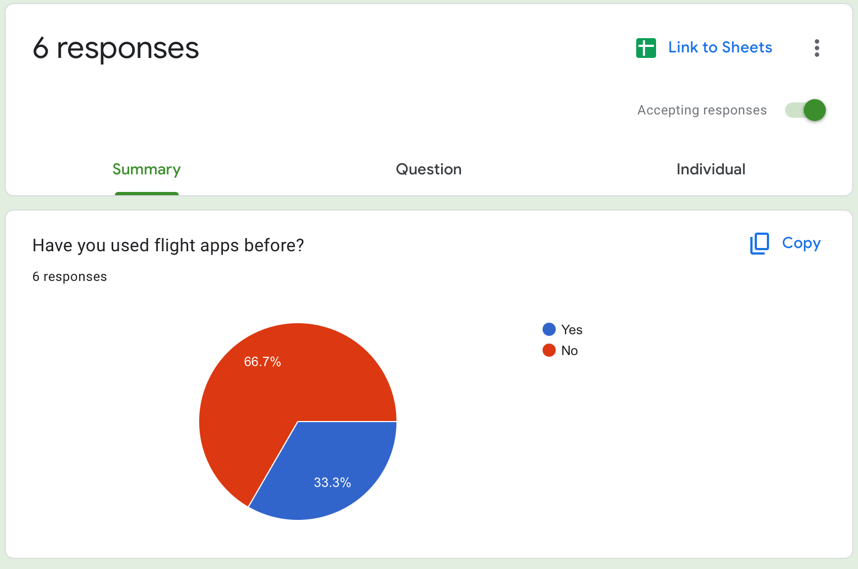 6 responses
Link to Sheets
Accepting responses
Summary Question Individual
Have you used flight apps before?
Copy
6 responses
Yes
No
66.7%
33.3%